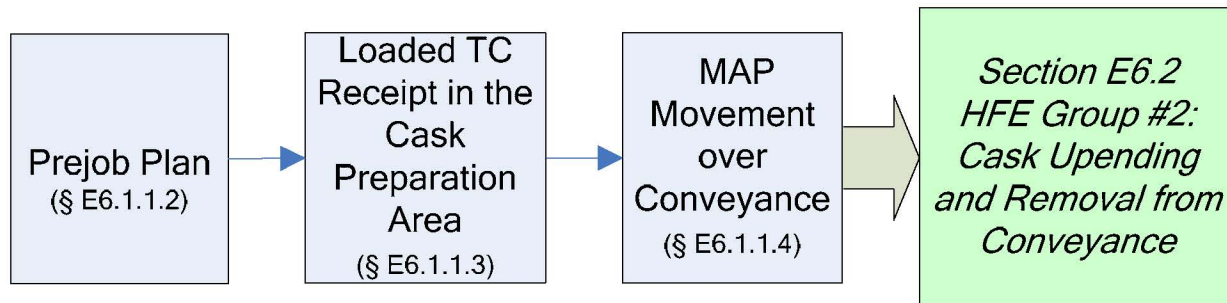 Prejob Plan
(§ E6.1.1.2)
Loaded TC
Receipt in the
Cask
Preparation
Area
(§ E6.1.1.3)
MAP
Movement
over
Conveyance
(§ E6.1.1.4)
Section E6.2
HFE Group #2:
Cask Upending
and Removal from
Conveyance